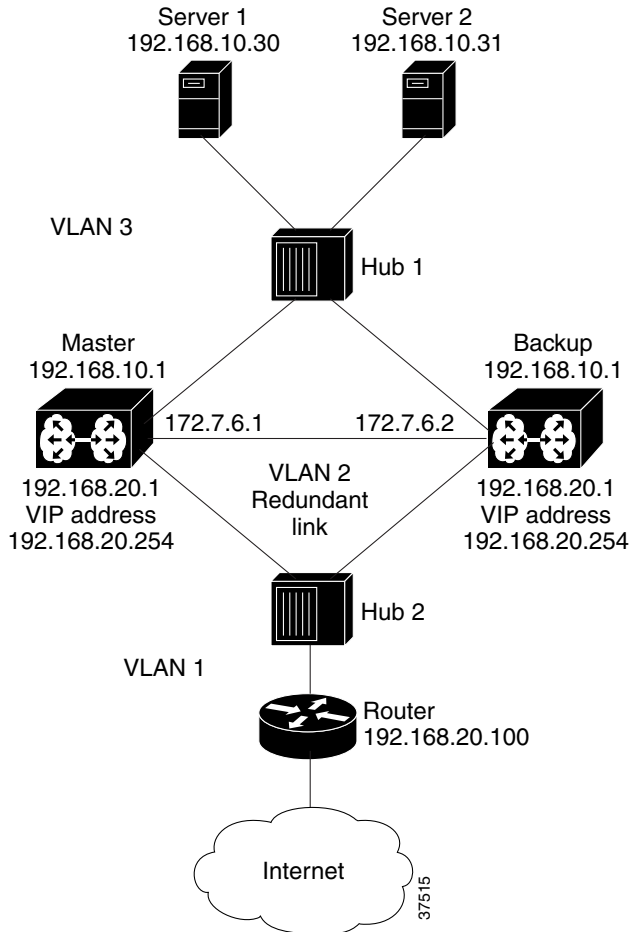 Server 1
192.168.10.30
Server 2
192.168.10.31
VLAN 3
Hub 1
Master
192.168.10.1
Backup
192.168.10.1
172.7.6.1
172.7.6.2
VLAN 2
Redundant
link
192.168.20.1
VIP address
192.168.20.254
192.168.20.1
VIP address
192.168.20.254
Hub 2
VLAN 1
Router
192.168.20.100
Internet
37515